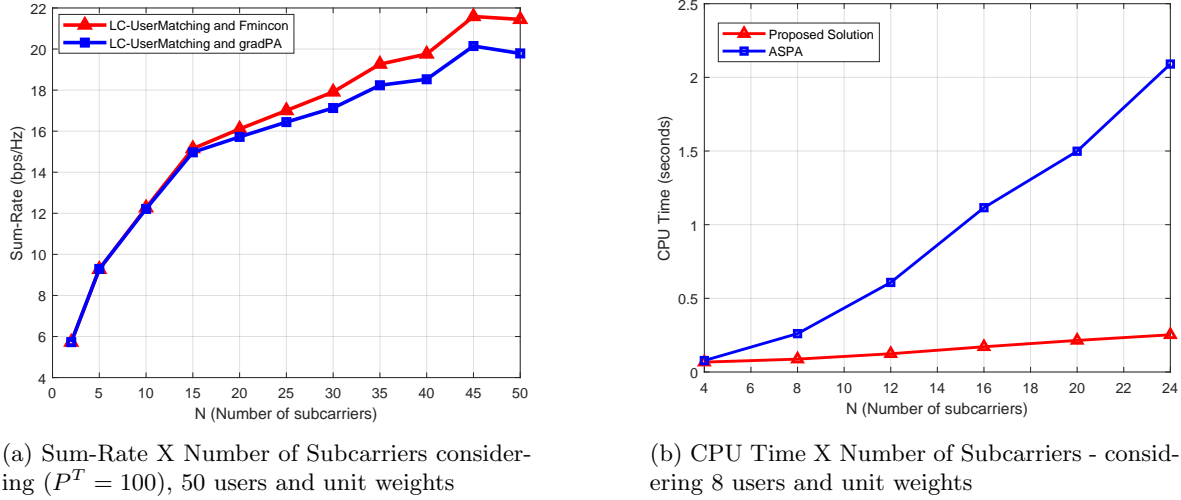 LC-UserMatching and Fmincon
LC-UserMatching and gradPA
22
20
18
16
14
12
10
8
6
4
Sum-Rate (bps/Hz)
0 5 10 15 20 25 30 35 40 45 50
N (Number of subcarriers)
(a) Sum-Rate X Number of Subcarriers consider-
ing (P^T = 100), 50 users and unit weights
Proposed Solution
ASPA
2.5
2
1.5
1
0.5
0
CPU Time (seconds)
4 6 8 10 12 14 16 18 20 22 24
N (Number of subcarriers)
(b) CPU Time X Number of Subcarriers - consid-
ering 8 users and unit weights